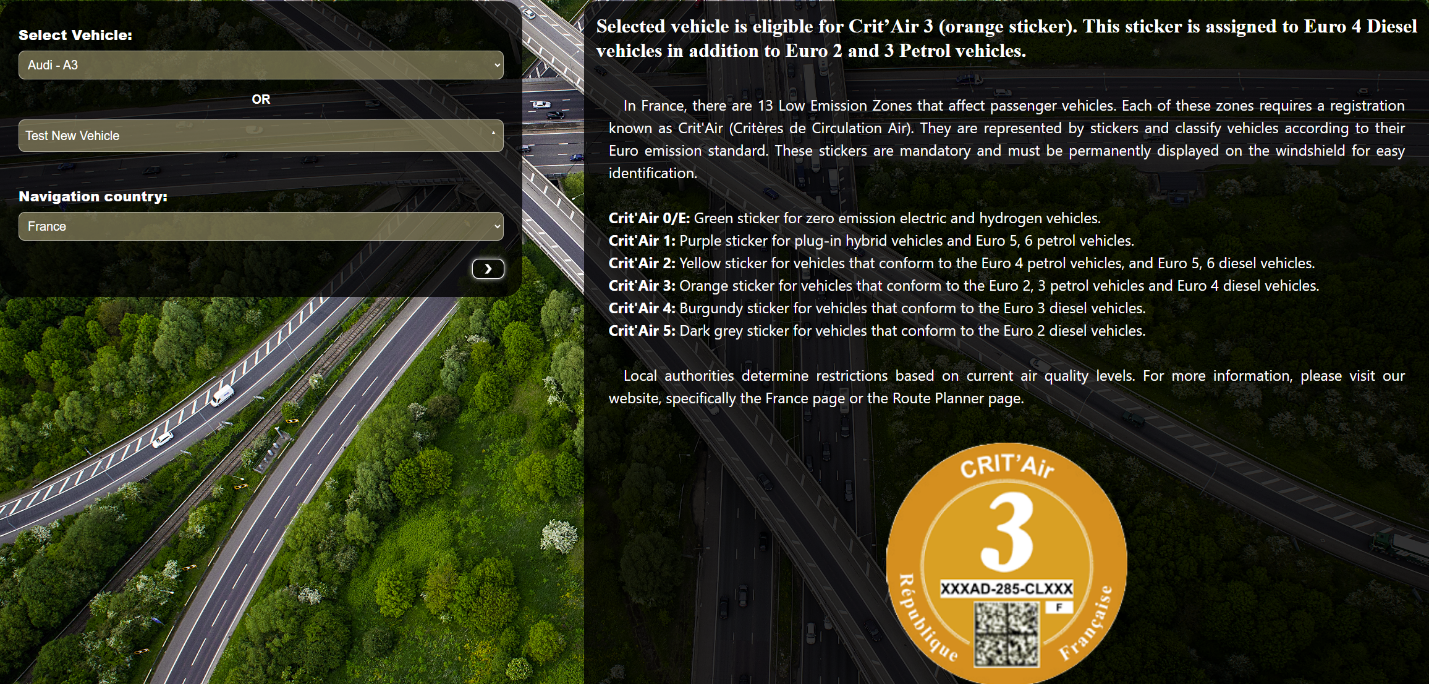 Select Vehicle:
Audi - A3
OR
Test New Vehicle
Navigation country:
France
Selected vehicle is eligible for Crit’Air 3 (orange sticker). This sticker is assigned to Euro 4 Diesel
vehicles in addition to Euro 2 and 3 Petrol vehicles.
In France, there are 13 Low Emission Zones that affect passenger vehicles. Each of these zones requires a registration
known as Crit'Air (Critères de Circulation Air). They are represented by stickers and classify vehicles according to their
Euro emission standard. These stickers are mandatory and must be permanently displayed on the windshield for easy
identification.
Crit'Air 0/E: Green sticker for zero emission electric and hydrogen vehicles.
Crit'Air 1: Purple sticker for plug-in hybrid vehicles and Euro 5, 6 petrol vehicles.
Crit'Air 2: Yellow sticker for vehicles that conform to the Euro 4 petrol vehicles, and Euro 5, 6 diesel vehicles.
Crit'Air 3: Orange sticker for vehicles that conform to the Euro 2, 3 petrol vehicles and Euro 4 diesel vehicles.
Crit'Air 4: Burgundy sticker for vehicles that conform to the Euro 3 diesel vehicles.
Crit'Air 5: Dark grey sticker for vehicles that conform to the Euro 2 diesel vehicles.
Local authorities determine restrictions based on current air quality levels. For more information, please visit our
website, specifically the France page or the Route Planner page.
CRIT’Air
3
XXXAD-285-CLXXX
F
République Française